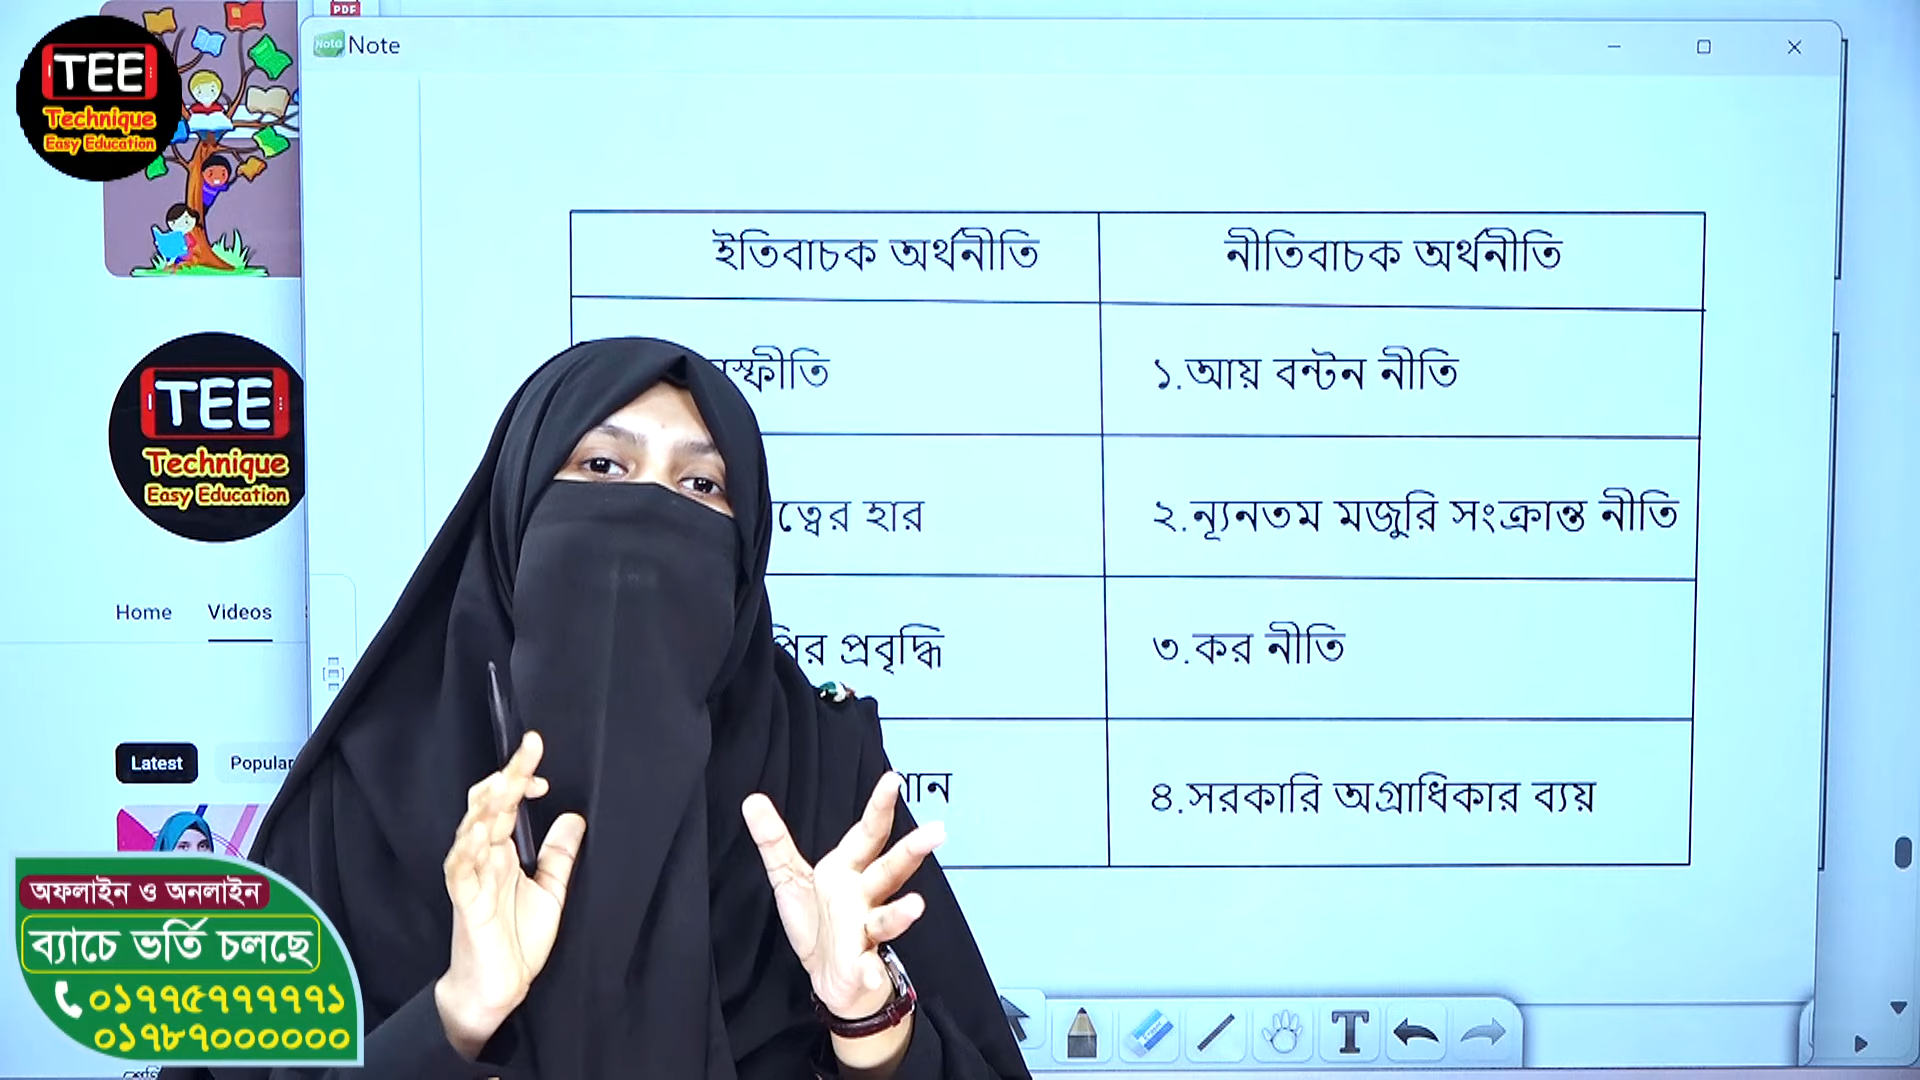 PDF
Note
Note
TEE
Technique
Easy Education
ইতিবাচক অর্থনীতি
নীতিবাচক অর্থনীতি
১.আয় বন্টন নীতি
হার
২.ন্যূনতম মজুরি সংক্রান্ত নীতি
প্রবৃদ্ধি
৩.কর নীতি
৪.সরকারি অগ্রাধিকার ব্যয়
TEE
Technique
Easy Education
Home Videos
Latest Popular
অফলাইন ও অনলাইন
ব্যাচে ভর্তি চলছে
০১৭৭৫৭৭৭৭৭১
০১৭৮৭০০০০০০
T